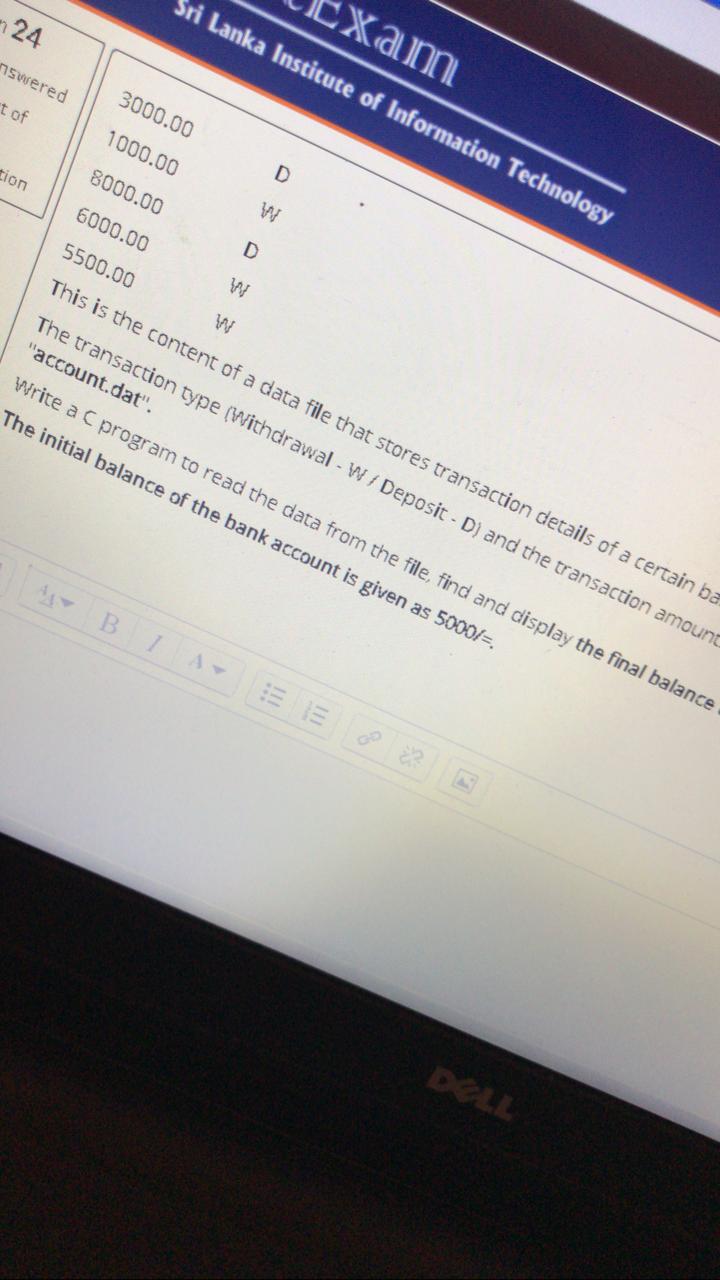 Exam
Sri Lanka Institute of Information Technology
24
t of
3000.00 D
1000.00 W
8000.00 D
6000.00 W
5500.00 W
This is the content of a data file that stores transaction details of a certain
The transaction type (Withdrawal - W / Deposit - D) and the transaction amount
"account.dat".
Write a C program to read the data from the file, find and display the final balance
The initial balance of the bank account is given as 5000/=.
B I A
DELL